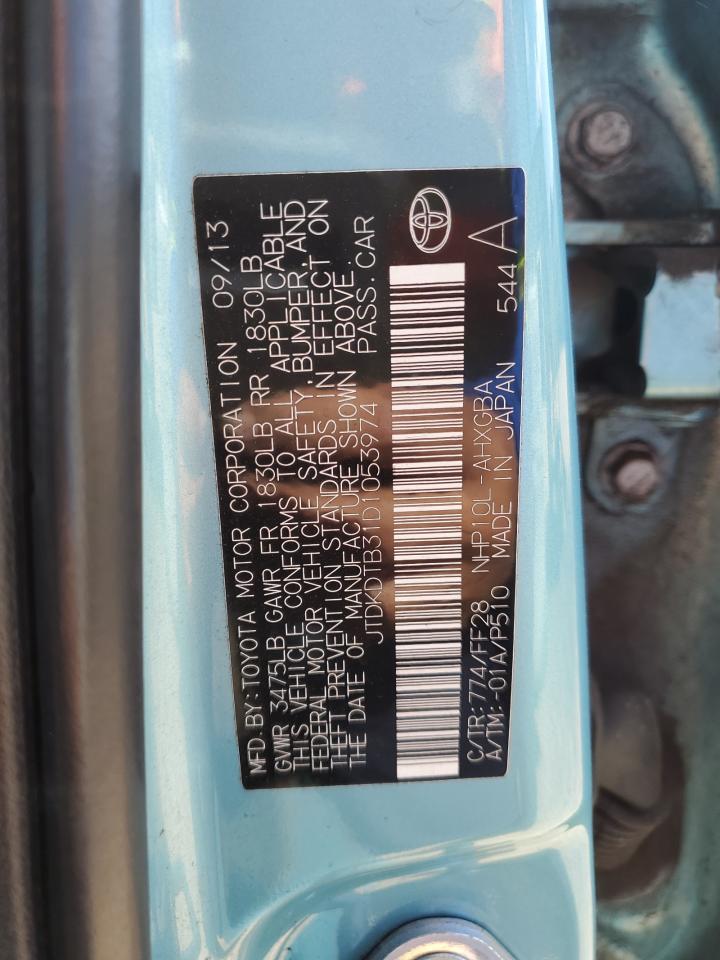 MFD.BY:TOYOTA MOTOR CORPORATION 09/13
GVWR 3475LB GAWR FR 1830LB RR 1830LB
THIS VEHICLE CONFORMS TO ALL APPLICABLE
FEDERAL MOTOR VEHICLE SAFETY,BUMPER,AND
THEFT PREVENTION STANDARDS IN EFFECT ON
THE DATE OF MANUFACTURE SHOWN ABOVE.
JTDKDTB31D1053974 PASS.CAR
C/TR:774/FF28 NHP10L-AHXGBA
A/TM:-01A/P510 MADE IN JAPAN 544 A